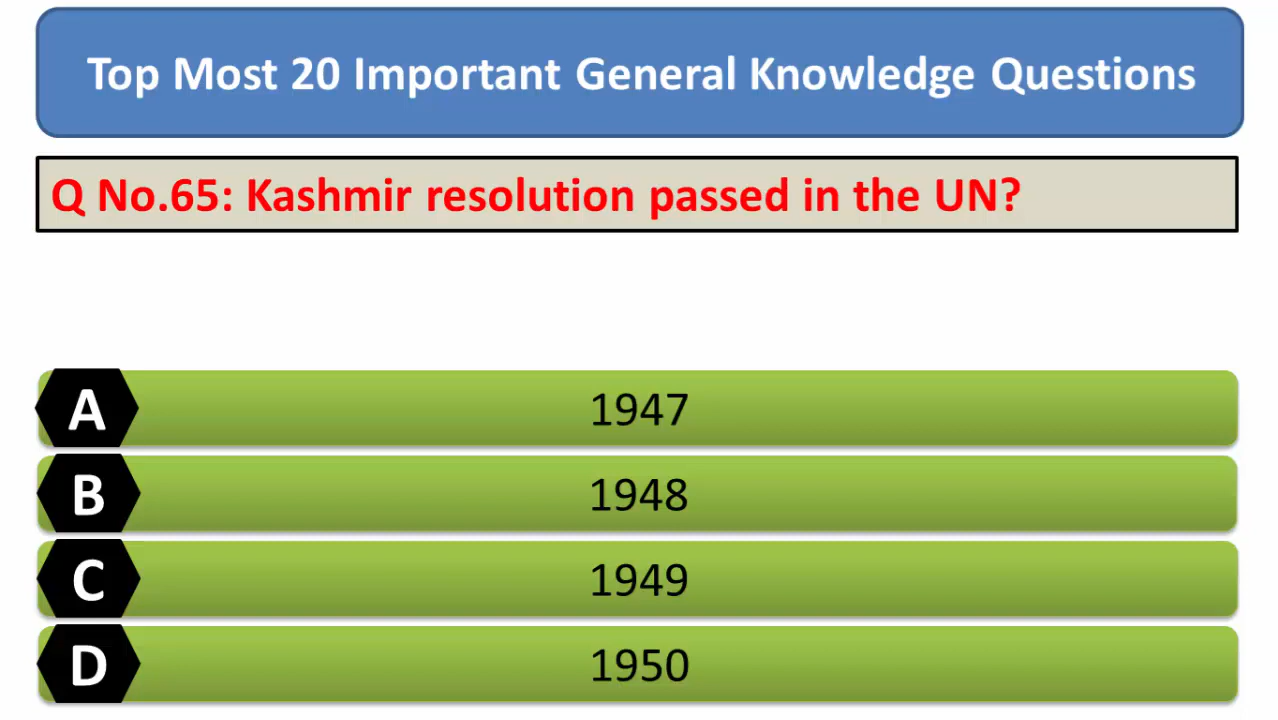 Top Most 20 Important General Knowledge Questions
Q No.65: Kashmir resolution passed in the UN?
A 1947
B 1948
C 1949
D 1950